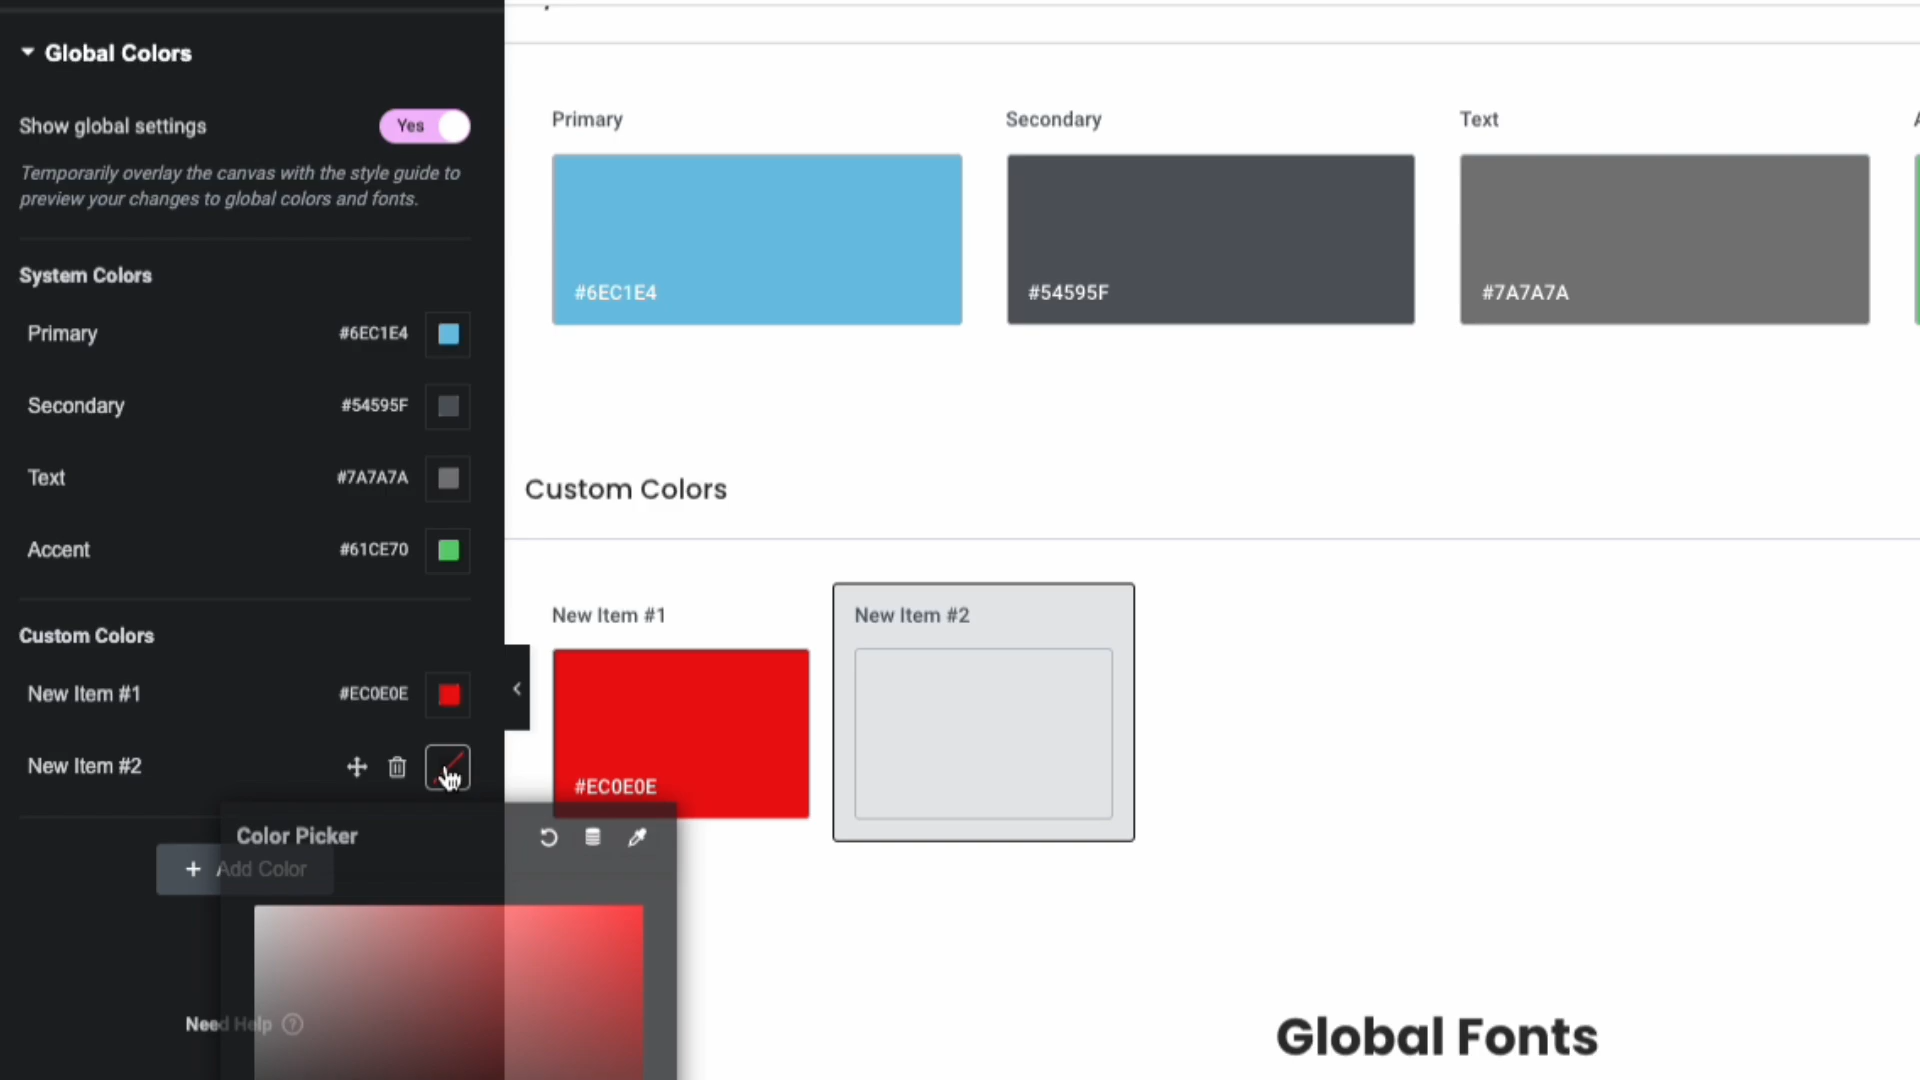 Global Colors
Show global settings
Yes
Temporarily overlay the canvas with the style guide to
preview your changes to global colors and fonts.
System Colors
Primary #6EC1E4
Secondary #54595F
Text #7A7A7A
Accent #61CE70
Custom Colors
New Item #1 #EC0E0E
New Item #2
Color Picker
+ Add Color
Need Help ?
Primary Secondary Text
#6EC1E4 #54595F #7A7A7A
Custom Colors
New Item #1 New Item #2
#EC0E0E
Global Fonts